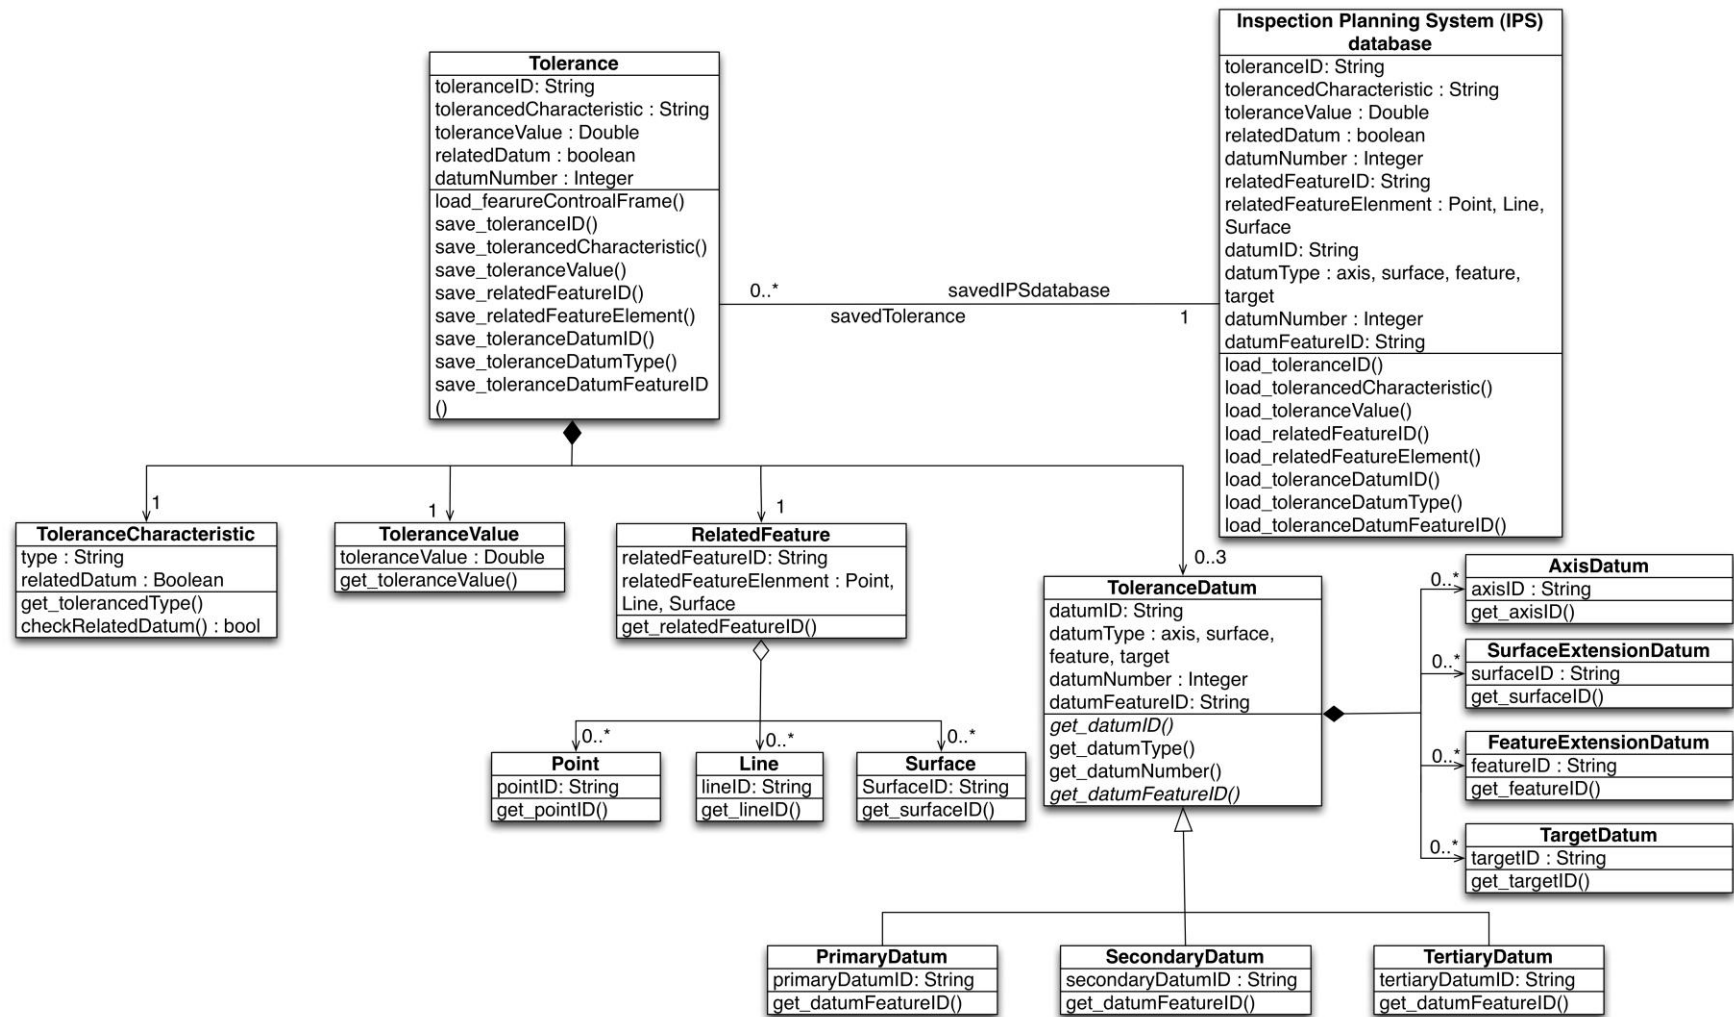 Inspection Planning System (IPS)
database
toleranceID: String
tolerancedCharacteristic : String
toleranceValue : Double
relatedDatum : boolean
datumNumber : Integer
relatedFeatureID: String
relatedFeatureElenment : Point, Line,
Surface
datumID: String
datumType : axis, surface, feature,
target
datumNumber : Integer
datumFeatureID: String
load_toleranceID()
load_tolerancedCharacteristic()
load_toleranceValue()
load_relatedFeatureID()
load_relatedFeatureElement()
load_toleranceDatumID()
load_toleranceDatumType()
load_toleranceDatumFeatureID()
Tolerance
toleranceID: String
tolerancedCharacteristic : String
toleranceValue : Double
relatedDatum : boolean
datumNumber : Integer
load_fearureControalFrame()
save_toleranceID()
save_tolerancedCharacteristic()
save_toleranceValue()
save_relatedFeatureID()
save_relatedFeatureElement()
save_toleranceDatumID()
save_toleranceDatumType()
save_toleranceDatumFeatureID
()
0..*
savedIPSdatabase
savedTolerance
1
1
ToleranceCharacteristic
type : String
relatedDatum : Boolean
get_tolerancedType()
checkRelatedDatum() : bool
1
ToleranceValue
toleranceValue : Double
get_toleranceValue()
1
RelatedFeature
relatedFeatureID: String
relatedFeatureElenment : Point,
Line, Surface
get_relatedFeatureID()
0..3
ToleranceDatum
datumID: String
datumType : axis, surface,
feature, target
datumNumber : Integer
datumFeatureID: String
get_datumID()
get_datumType()
get_datumNumber()
get_datumFeatureID()
0..*
AxisDatum
axisID : String
get_axisID()
0..*
SurfaceExtensionDatum
surfaceID : String
get_surfaceID()
0..*
FeatureExtensionDatum
featureID : String
get_featureID()
0..*
TargetDatum
targetID : String
get_targetID()
0..*
Point
pointID: String
get_pointID()
0..*
Line
lineID: String
get_lineID()
0..*
Surface
SurfaceID: String
get_surfaceID()
PrimaryDatum
primaryDatumID: String
get_datumFeatureID()
SecondaryDatum
secondaryDatumID : String
get_datumFeatureID()
TertiaryDatum
tertiaryDatumID: String
get_datumFeatureID()